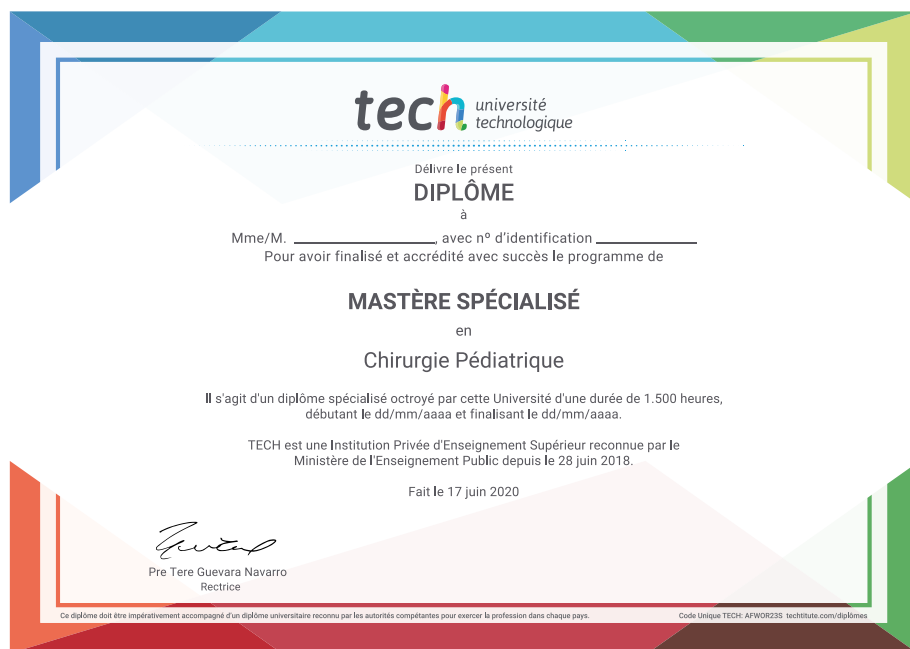 tech université
technologique
Délivre le présent
DIPLÔME
à
Mme/M. ____________________, avec nº d'identification ______________
Pour avoir finalisé et accrédité avec succès le programme de
MASTÈRE SPÉCIALISÉ
en
Chirurgie Pédiatrique
Il s'agit d'un diplôme spécialisé octroyé par cette Université d'une durée de 1.500 heures,
débutant le dd/mm/aaaa et finalisant le dd/mm/aaaa.
TECH est une Institution Privée d'Enseignement Supérieur reconnue par le
Ministère de l'Enseignement Public depuis le 28 juin 2018.
Fait le 17 juin 2020
Pre Tere Guevara Navarro
Rectrice
Ce diplôme doit être impérativement accompagné d'un diplôme universitaire reconnu par les autorités compétantes pour exercer la profession dans chaque pays. Code Unique TECH: AFWOR23S techtitute.com/diplômes